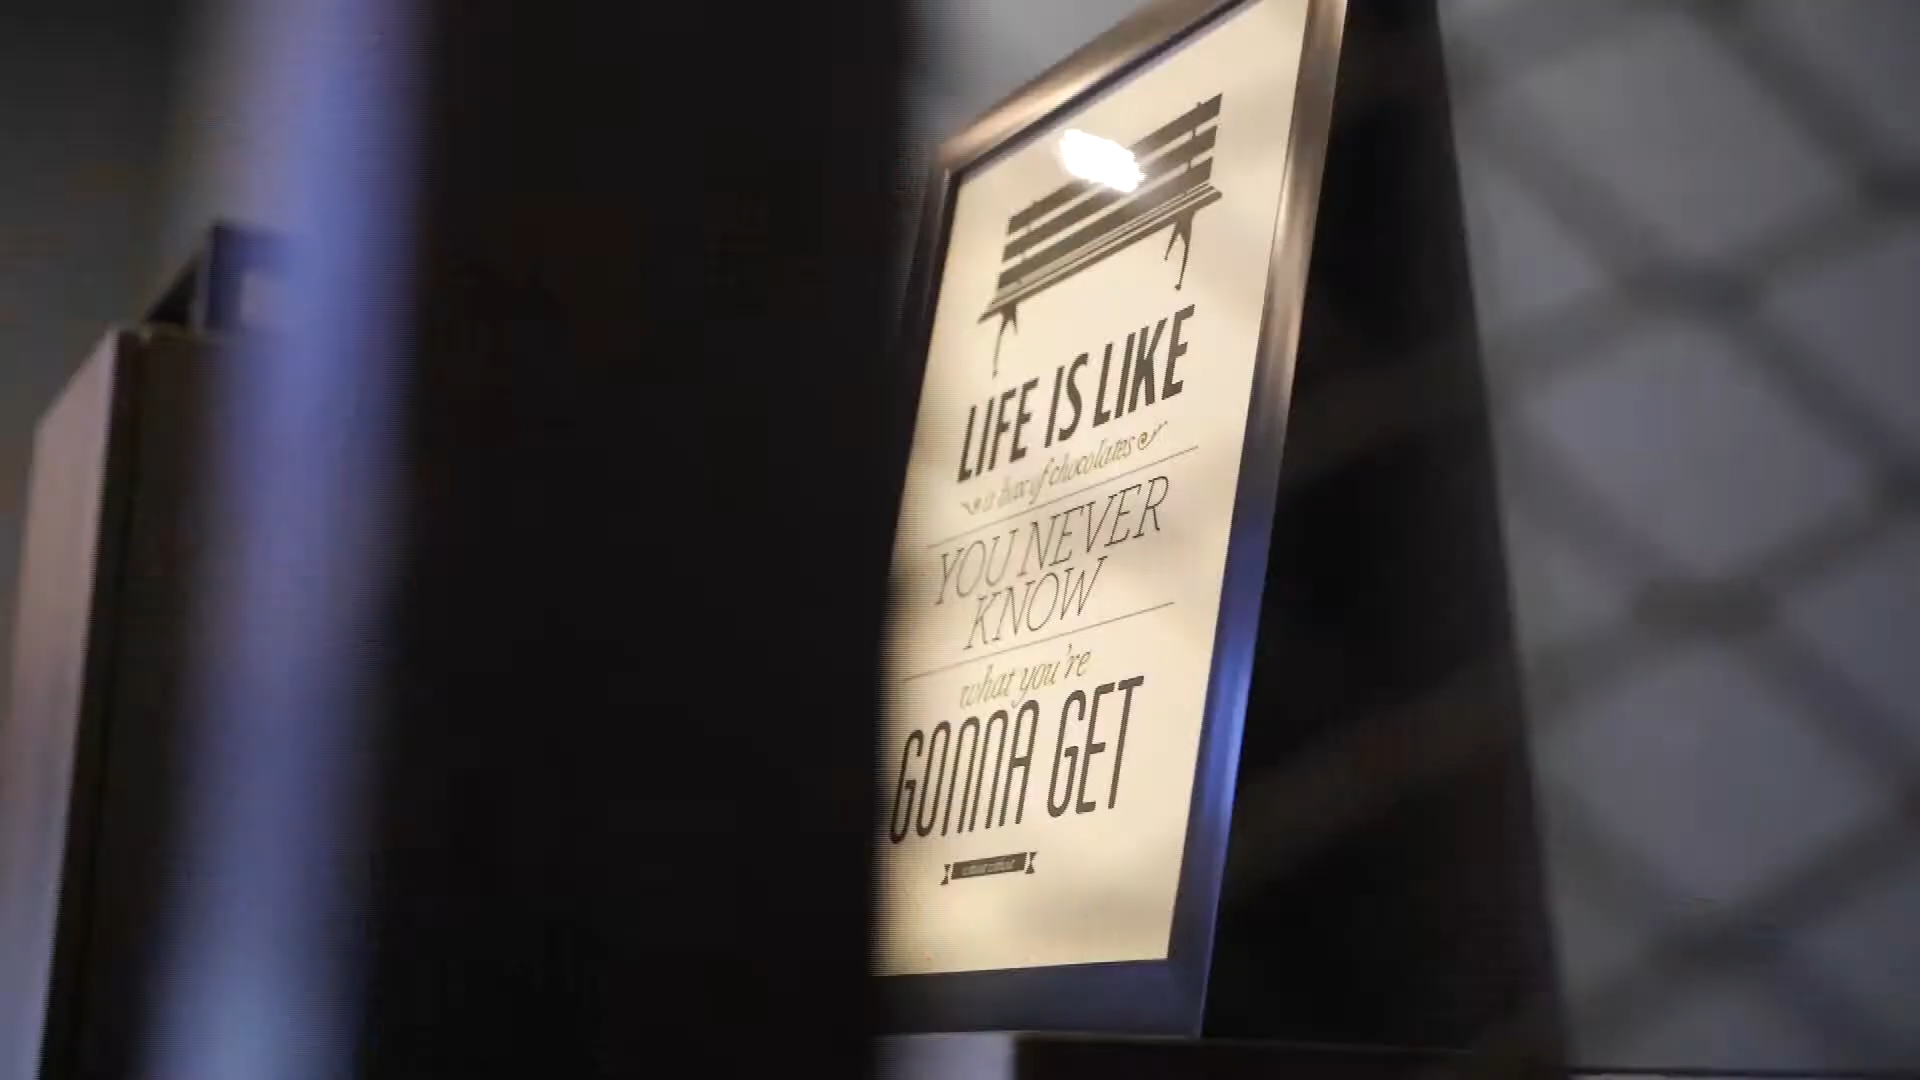 LIFE IS LIKE
a box of chocolates
YOU NEVER
KNOW
what you're
GONNA GET